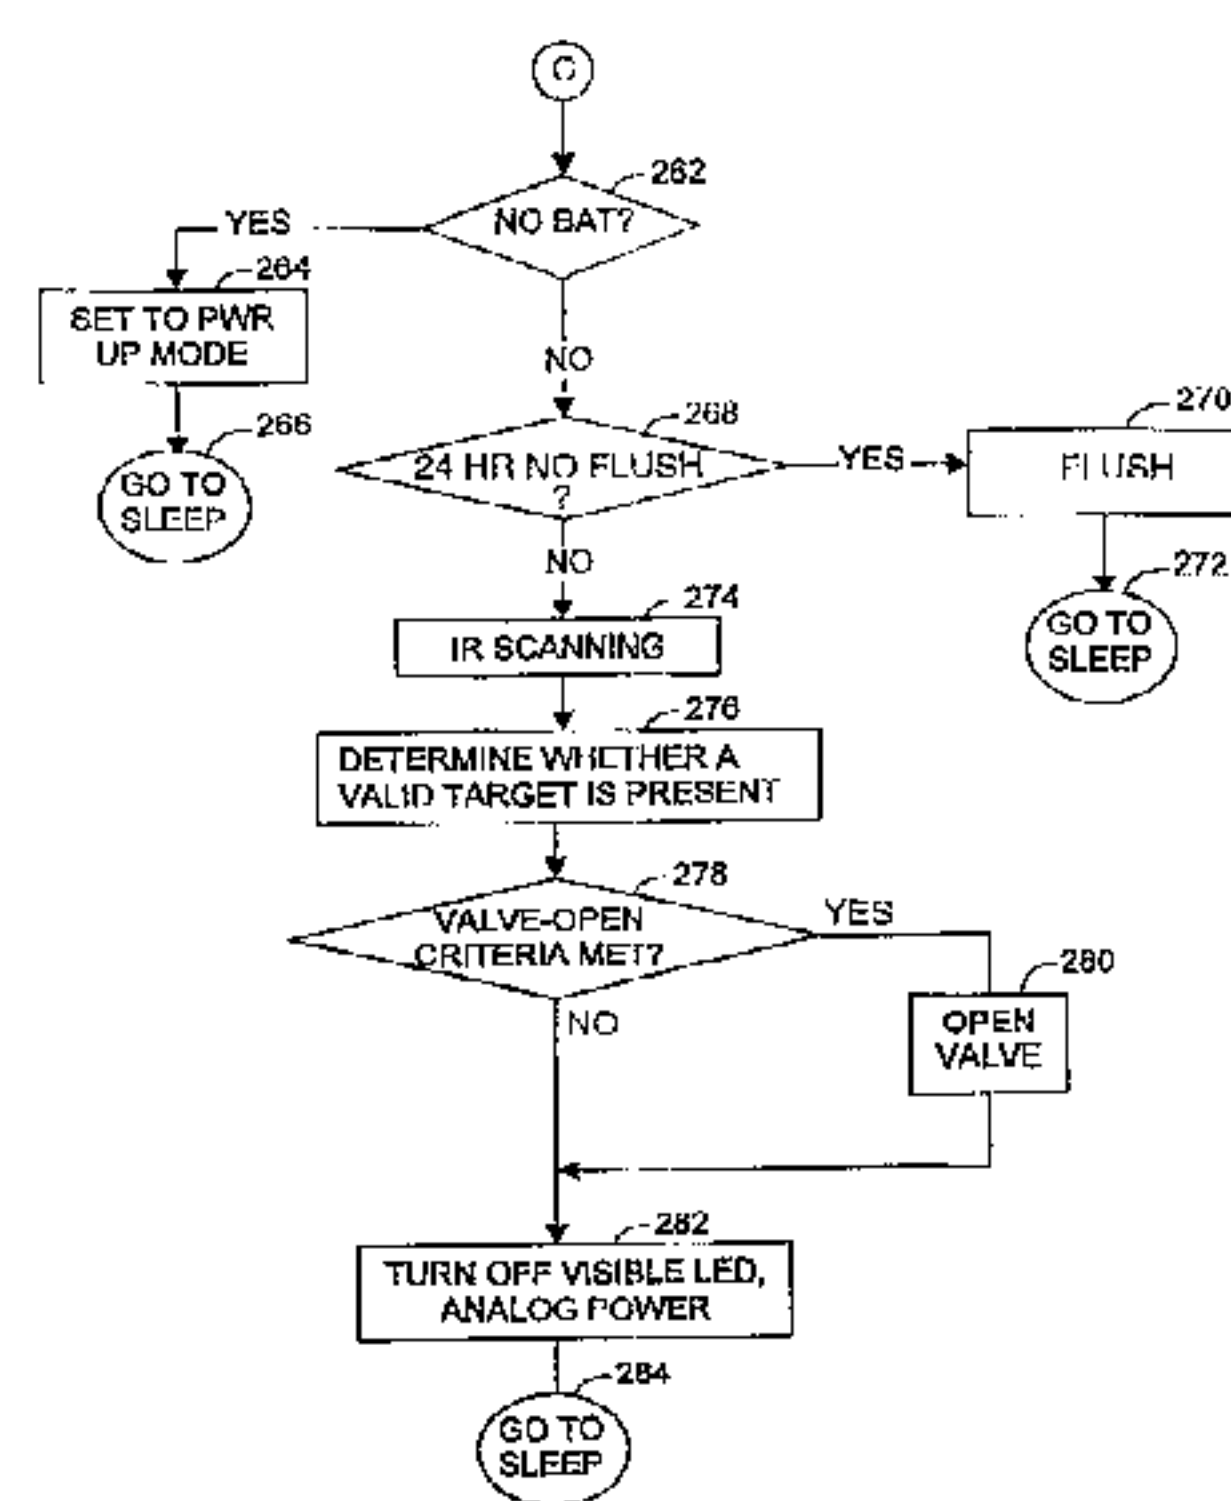 C
262
NO BAT?
YES
264
SET TO PWR
UP MODE
NO
266
GO TO
SLEEP
268
24 HR NO FLUSH
?
YES
270
FLUSH
NO
272
GO TO
SLEEP
274
IR SCANNING
276
DETERMINE WHETHER A
VALID TARGET IS PRESENT
278
VALVE-OPEN
CRITERIA MET?
YES
280
OPEN
VALVE
NO
282
TURN OFF VISIBLE LED,
ANALOG POWER
284
GO TO
SLEEP